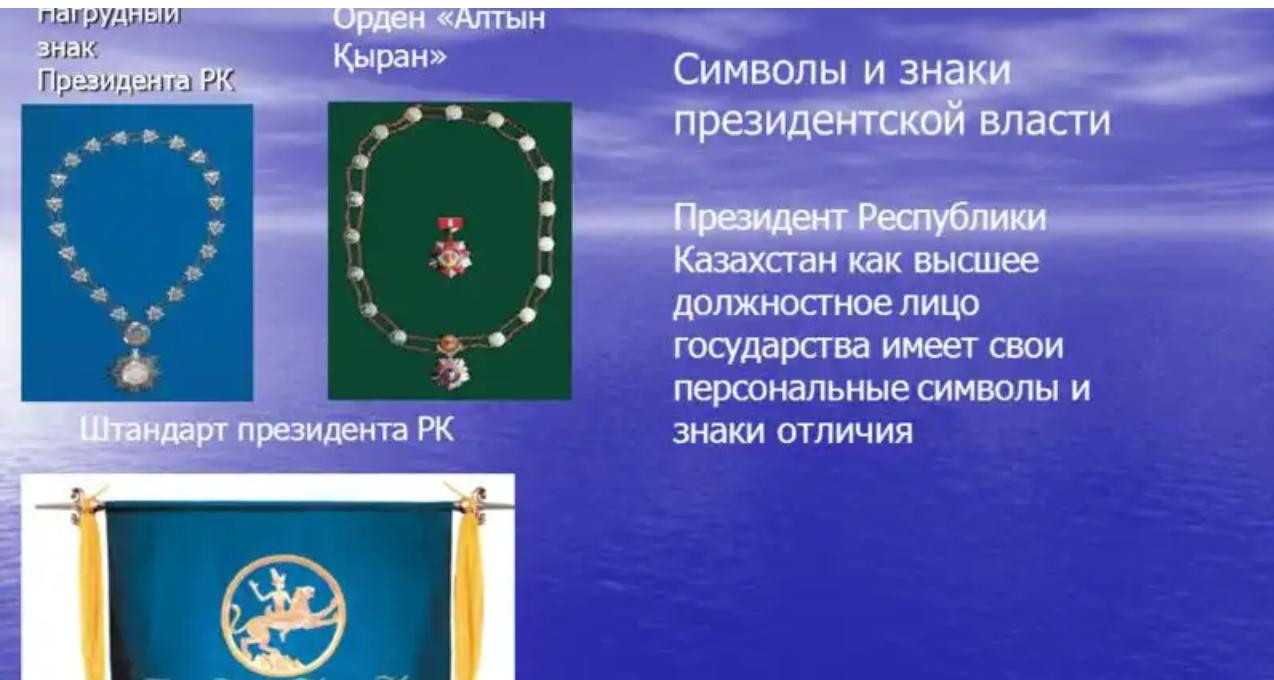 Нагрудный
знак
Президента РК
Орден «Алтын
Қыран»
Символы и знаки
президентской власти
Президент Республики
Казахстан как высшее
должностное лицо
государства имеет свои
персональные символы и
знаки отличия
Штандарт президента РК